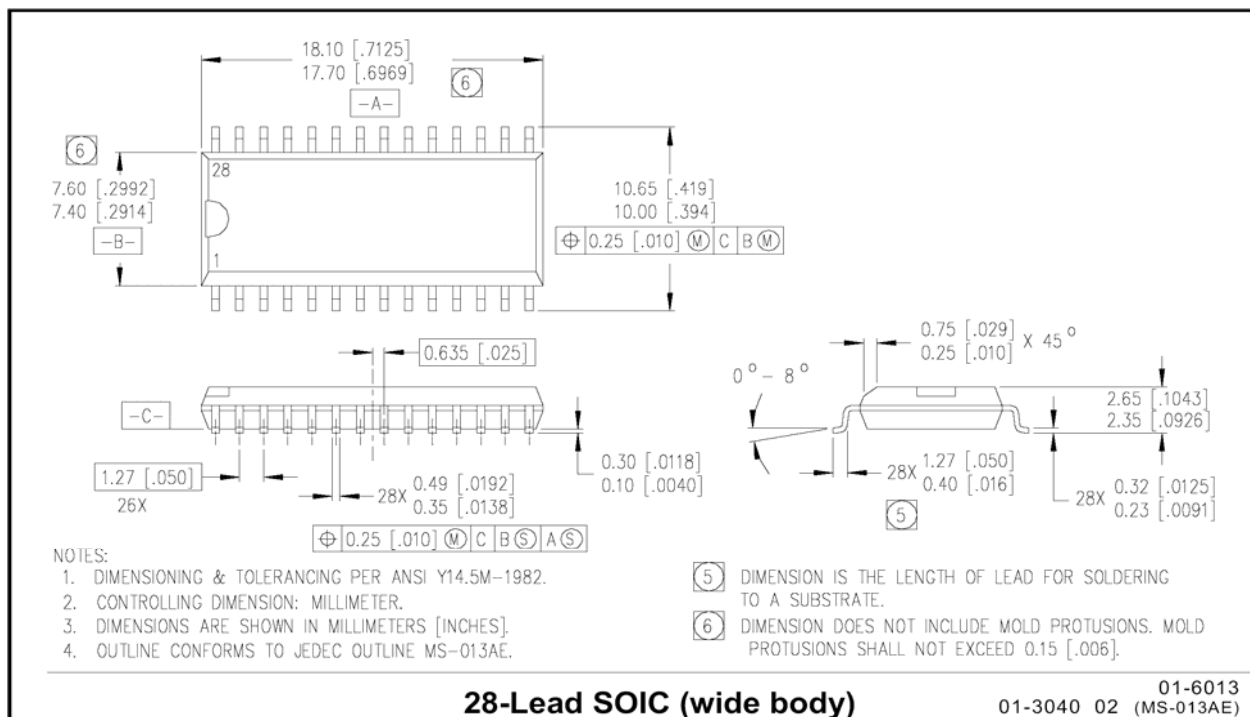 18.10 [.7125]
17.70 [.6969]
6
-A-
6
28
7.60 [.2992]
7.40 [.2914]
-B-
1
10.65 [.419]
10.00 [.394]
⌖ 0.25 [.010] Ⓜ C B Ⓜ
0.635 [.025]
-C-
1.27 [.050]
26X
28X 0.49 [.0192]
0.35 [.0138]
⌖ 0.25 [.010] Ⓜ C B Ⓢ A Ⓢ
0.30 [.0118]
0.10 [.0040]
0.75 [.029]
0.25 [.010] X 45°
0° - 8°
2.65 [.1043]
2.35 [.0926]
28X 1.27 [.050]
0.40 [.016]
5
28X 0.32 [.0125]
0.23 [.0091]
NOTES:
1. DIMENSIONING & TOLERANCING PER ANSI Y14.5M-1982.
2. CONTROLLING DIMENSION: MILLIMETER.
3. DIMENSIONS ARE SHOWN IN MILLIMETERS [INCHES].
4. OUTLINE CONFORMS TO JEDEC OUTLINE MS-013AE.
5 DIMENSION IS THE LENGTH OF LEAD FOR SOLDERING
TO A SUBSTRATE.
6 DIMENSION DOES NOT INCLUDE MOLD PROTUSIONS. MOLD
PROTUSIONS SHALL NOT EXCEED 0.15 [.006].
28-Lead SOIC (wide body)
01-6013
01-3040 02 (MS-013AE)